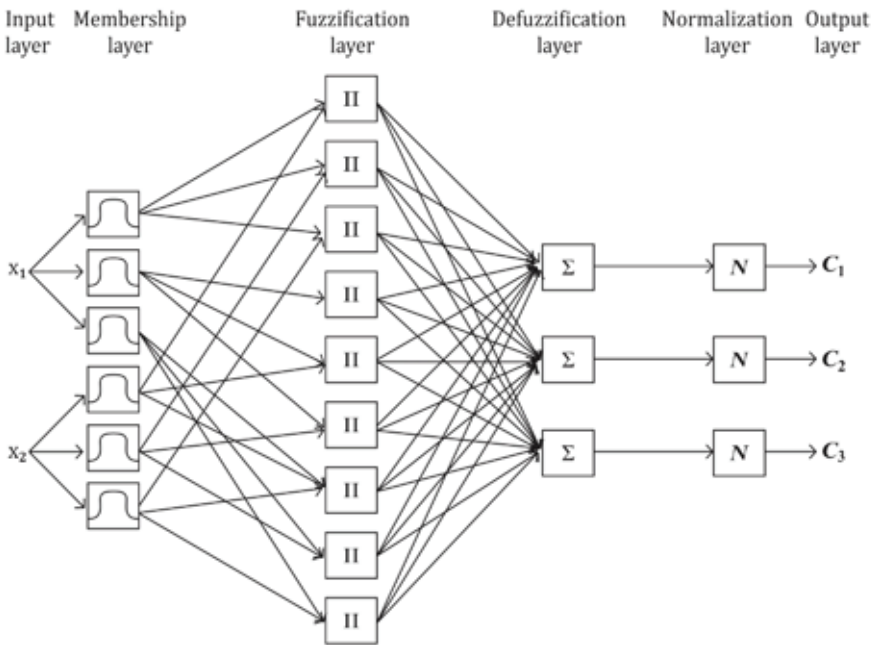 Input Membership Fuzzification Defuzzification Normalization Output
layer layer layer layer layer layer
Π
Π
Π
Π
Π
Π
Π
Π
Π
x₁
x₂
Σ N C₁
Σ N C₂
Σ N C₃